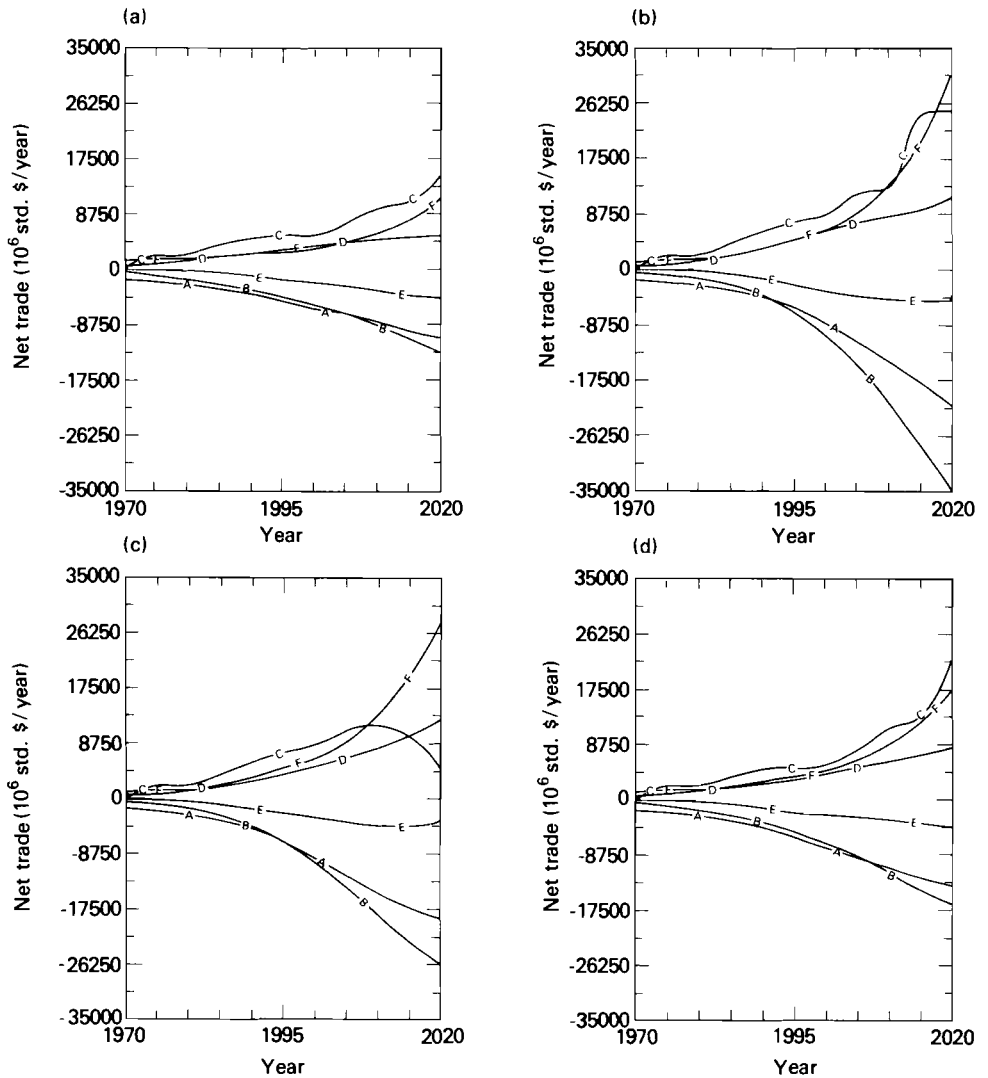 (a)
35000
26250
17500
8750
0
-8750
-17500
-26250
-35000
1970
1995
2020
Net trade (10⁶ std. $/year)
Year
C
F
D
C
F
D
C
F
E
E
A
B
A
B
(b)
35000
26250
17500
8750
0
-8750
-17500
-26250
-35000
1970
1995
2020
Net trade (10⁶ std. $/year)
Year
C
F
D
C
F
D
C
F
E
E
A
B
A
B
(c)
35000
26250
17500
8750
0
-8750
-17500
-26250
-35000
1970
1995
2020
Net trade (10⁶ std. $/year)
Year
C
F
D
C
F
D
F
E
E
A
B
A
B
(d)
35000
26250
17500
8750
0
-8750
-17500
-26250
-35000
1970
1995
2020
Net trade (10⁶ std. $/year)
Year
C
F
D
C
F
D
C
F
E
E
A
B
A
B